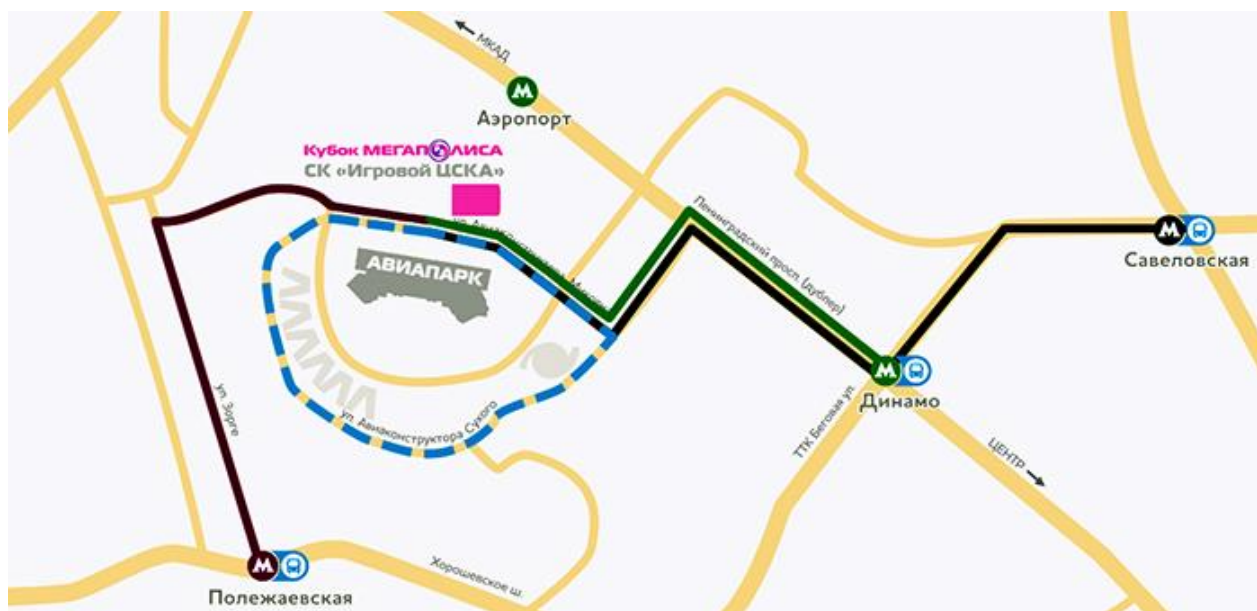 МКАД
Аэропорт
Кубок МЕГАПОЛИСА
СК «Игровой ЦСКА»
Ленинградский просп. (дублер)
Савеловская
АВИАПАРК
ул. Зорге
ул. Авиаконструктора Сухого
Динамо
ТТК Беговая ул.
ЦЕНТР
Хорошевское ш.
Полежаевская